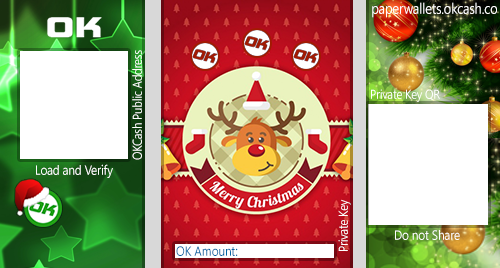 OK
OKCash Public Address
Load and Verify
OK
OK
OK
OK
Merry Christmas
Private Key
OK Amount:
paperwallets.okcash.co
Private Key QR
Do not Share